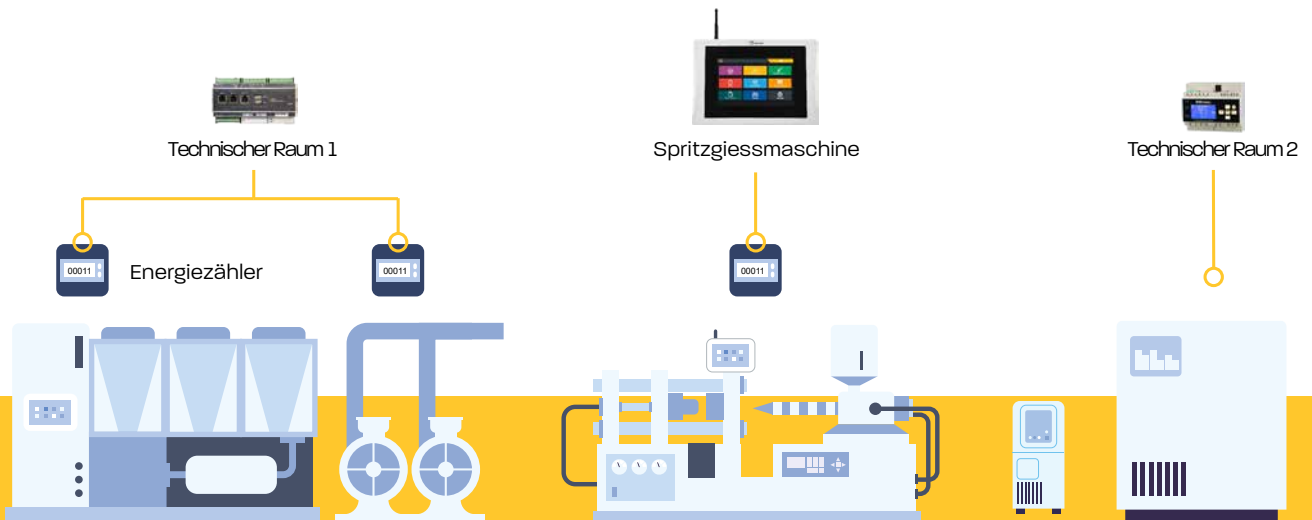 Technischer Raum 1
Spritzgiessmaschine
Technischer Raum 2
00011
Energiezähler
00011
00011